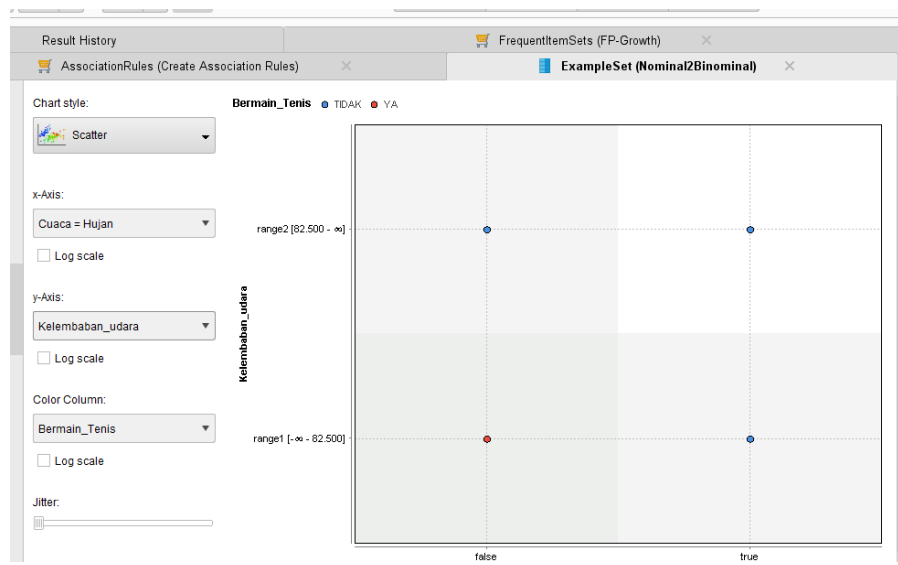 Result History
FrequentItemSets (FP-Growth)
AssociationRules (Create Association Rules)
ExampleSet (Nominal2Binominal)
Chart style:
Scatter
x-Axis:
Cuaca = Hujan
Log scale
y-Axis:
Kelembaban_udara
Log scale
Color Column:
Bermain_Tenis
Log scale
Jitter:
Bermain_Tenis TIDAK YA
range2 [82.500 - ∞]
Kelembaban_udara
range1 [-∞ - 82.500]
false true